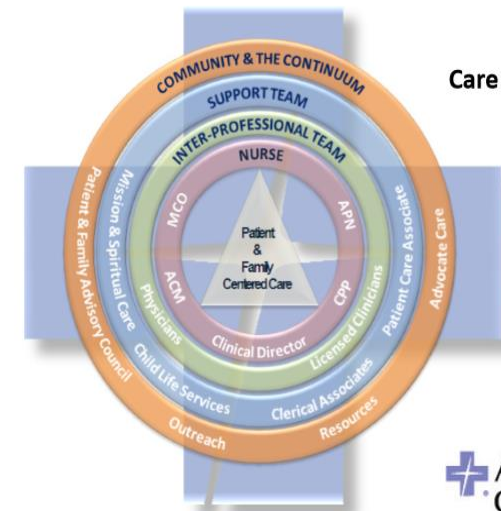 COMMUNITY & THE CONTINUUM
Care
SUPPORT TEAM
INTER-PROFESSIONAL TEAM
NURSE
MCO
APN
Patient
&
Family
Centered Care
ACM
CPP
Clinical Director
Physicians
Licensed Clinicians
Mission & Spiritual Care
Patient Care Associate
Child Life Services
Clerical Associates
Patient & Family Advisory Council
Advocate Care
Outreach
Resources